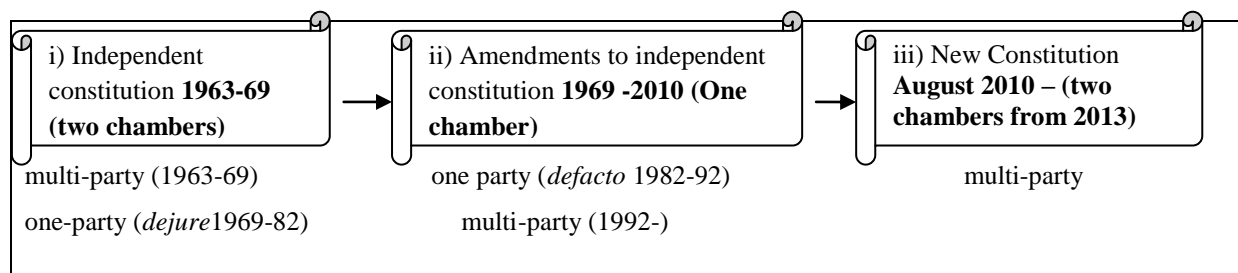 i) Independent
constitution 1963-69
(two chambers)
ii) Amendments to independent
constitution 1969 -2010 (One
chamber)
iii) New Constitution
August 2010 – (two
chambers from 2013)
multi-party (1963-69)
one-party (dejure1969-82)
one party (defacto 1982-92)
multi-party (1992-)
multi-party